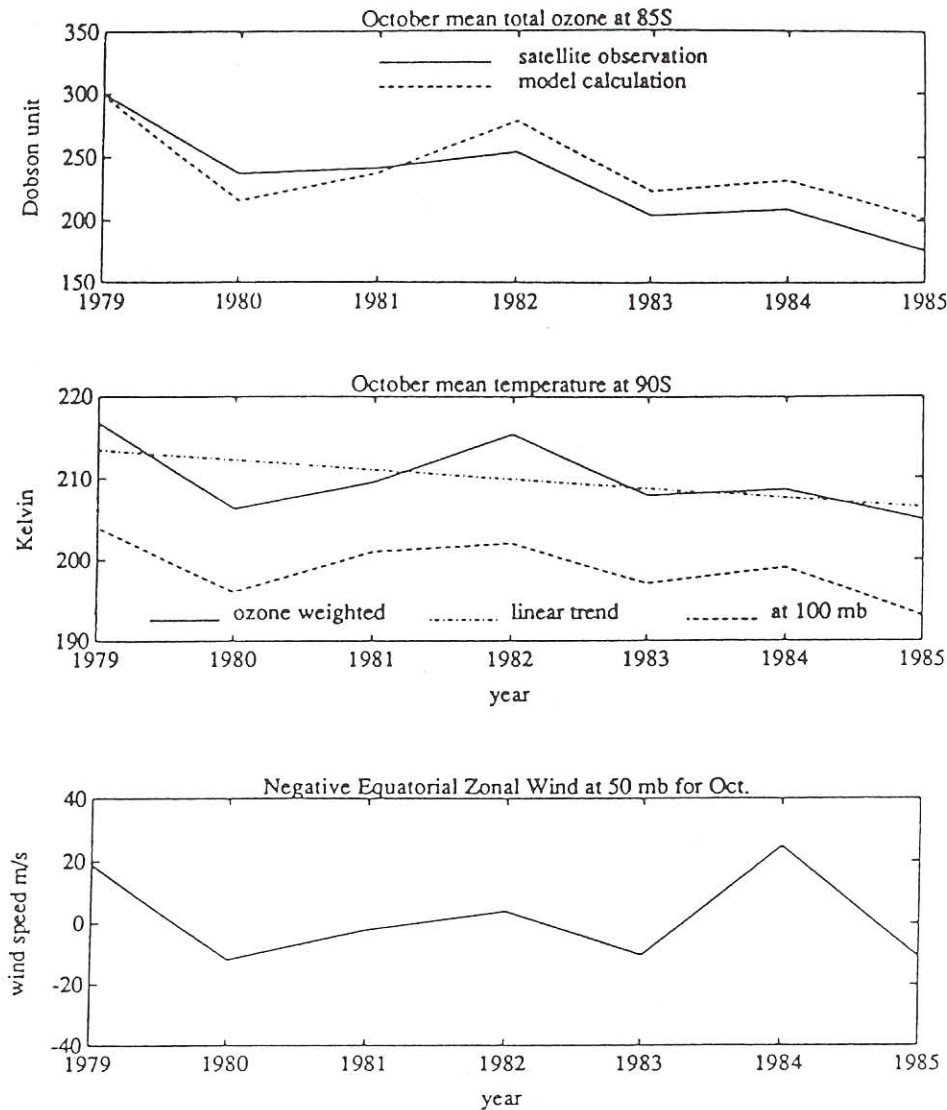 October mean total ozone at 85S
350
300
250
200
150
Dobson unit
satellite observation
model calculation
1979 1980 1981 1982 1983 1984 1985
October mean temperature at 90S
220
210
200
190
Kelvin
ozone weighted linear trend at 100 mb
1979 1980 1981 1982 1983 1984 1985
year
Negative Equatorial Zonal Wind at 50 mb for Oct.
40
20
0
-20
-40
wind speed m/s
1979 1980 1981 1982 1983 1984 1985
year